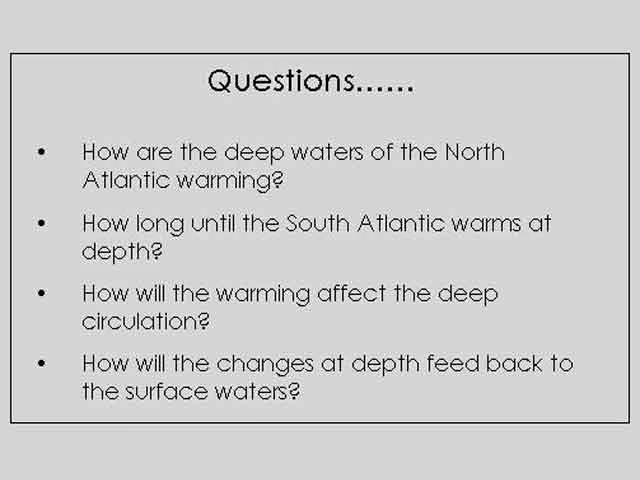 Questions......
• How are the deep waters of the North
Atlantic warming?
• How long until the South Atlantic warms at
depth?
• How will the warming affect the deep
circulation?
• How will the changes at depth feed back to
the surface waters?